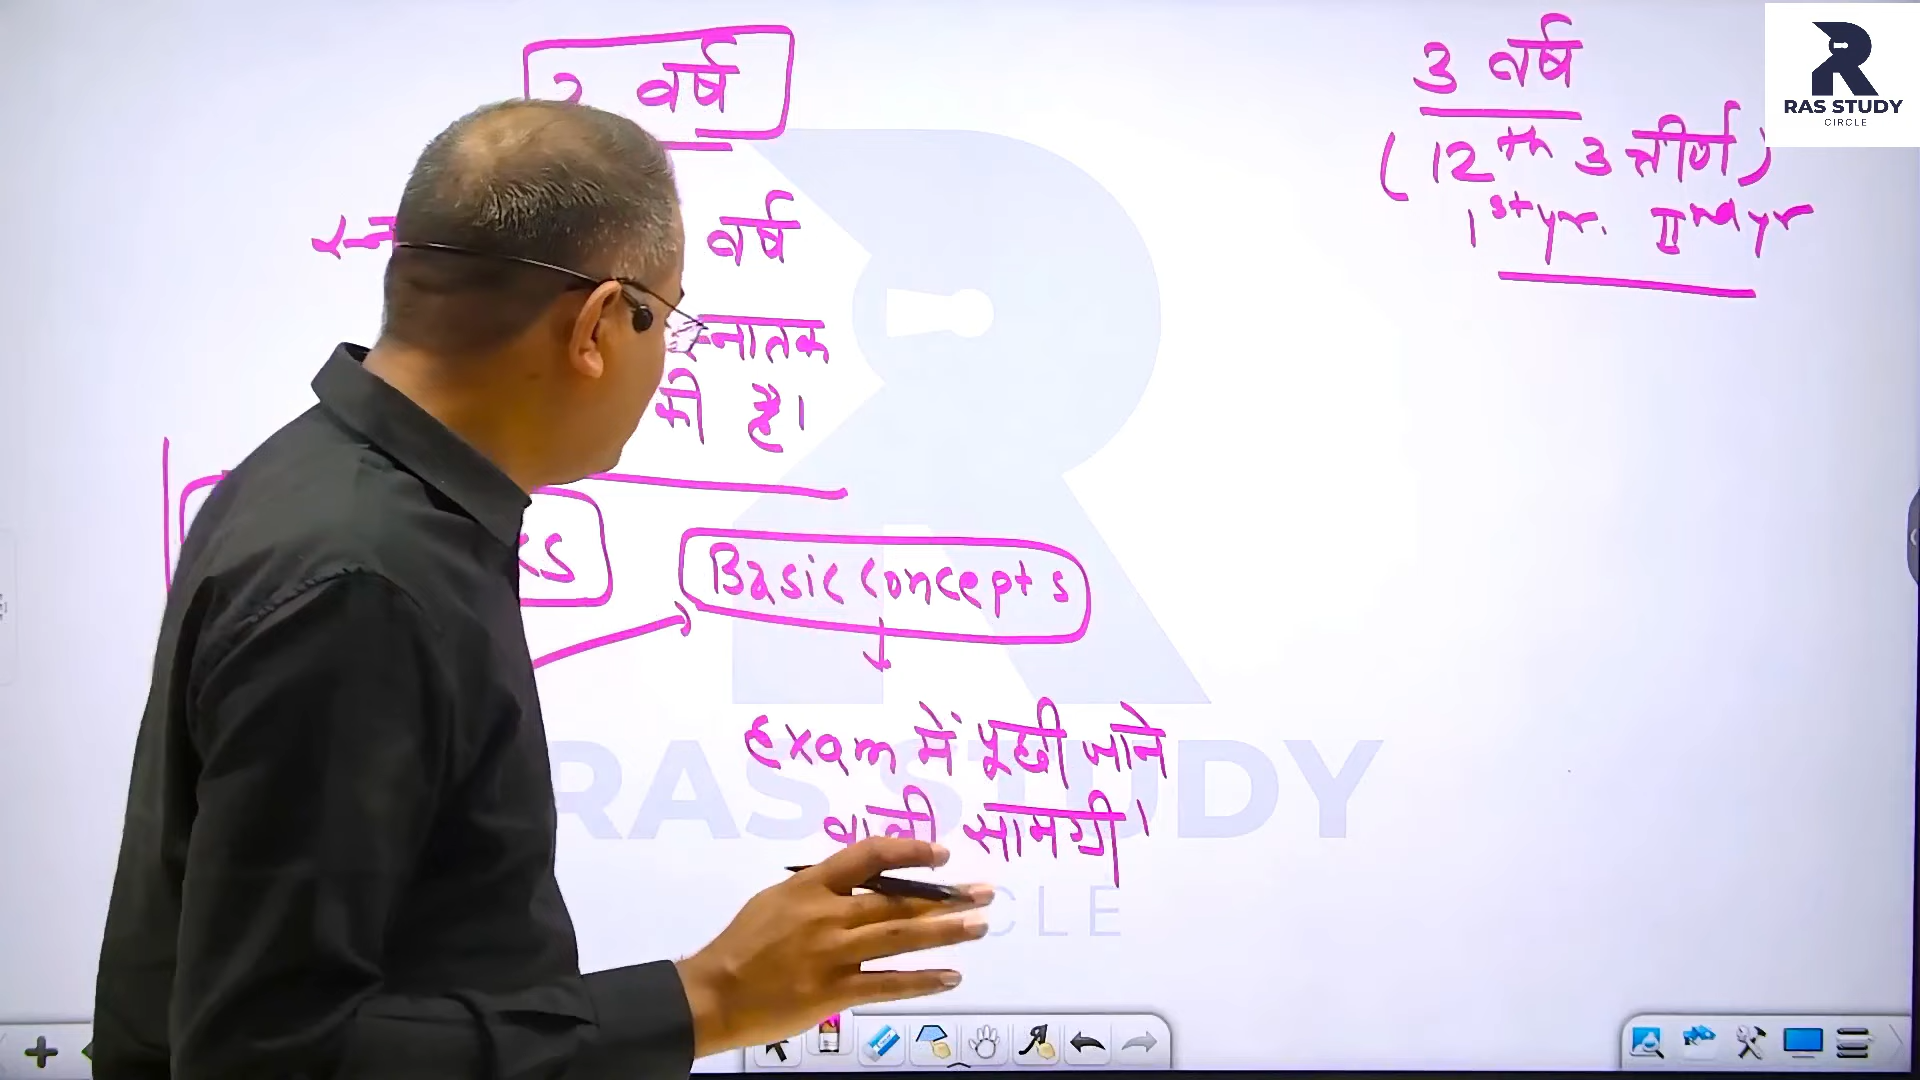 वर्ष
वर्ष
स्नातक
की है।
Basic Concepts
Exam में पूछी जाने
वाली सामग्री।
3 वर्ष
(12th उत्तीर्ण)
1st yr. IInd yr
RAS STUDY
CIRCLE
RAS STUDY